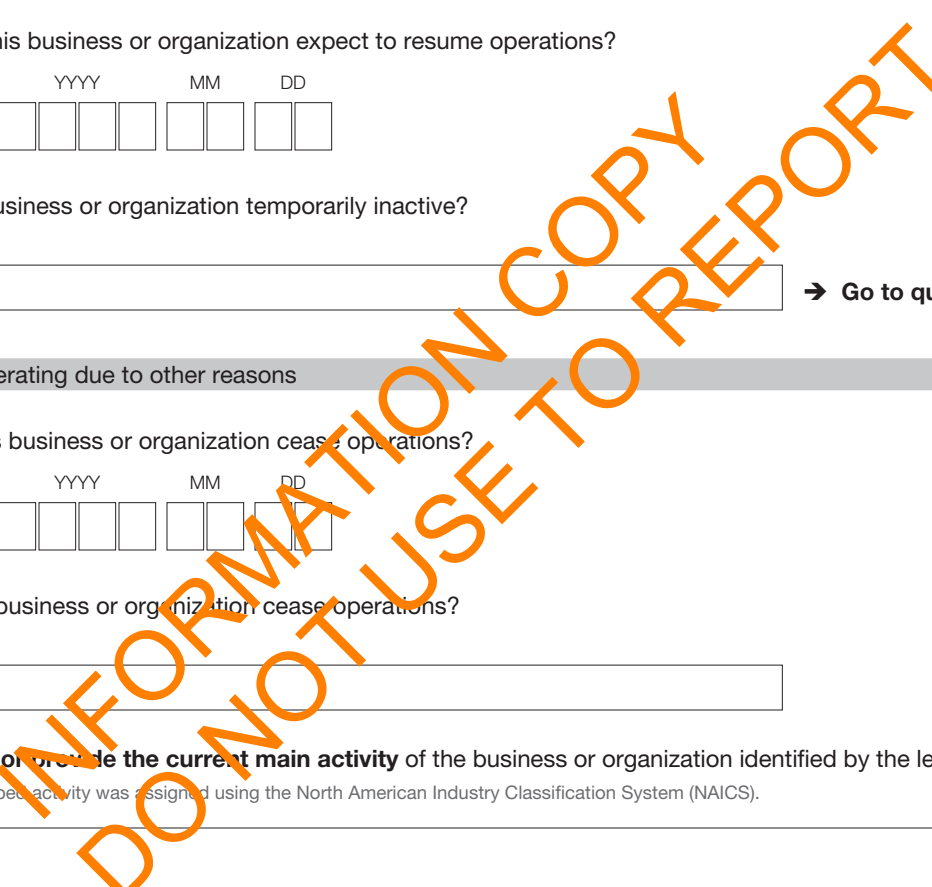 his business or organization expect to resume operations?
YYYY MM DD
usiness or organization temporarily inactive?
➔ Go to qu
erating due to other reasons
s business or organization cease operations?
YYYY MM DD
business or organization cease operations?
or provide the current main activity of the business or organization identified by the le
bed activity was assigned using the North American Industry Classification System (NAICS).
INFORMATION COPY
DO NOT USE TO REPORT